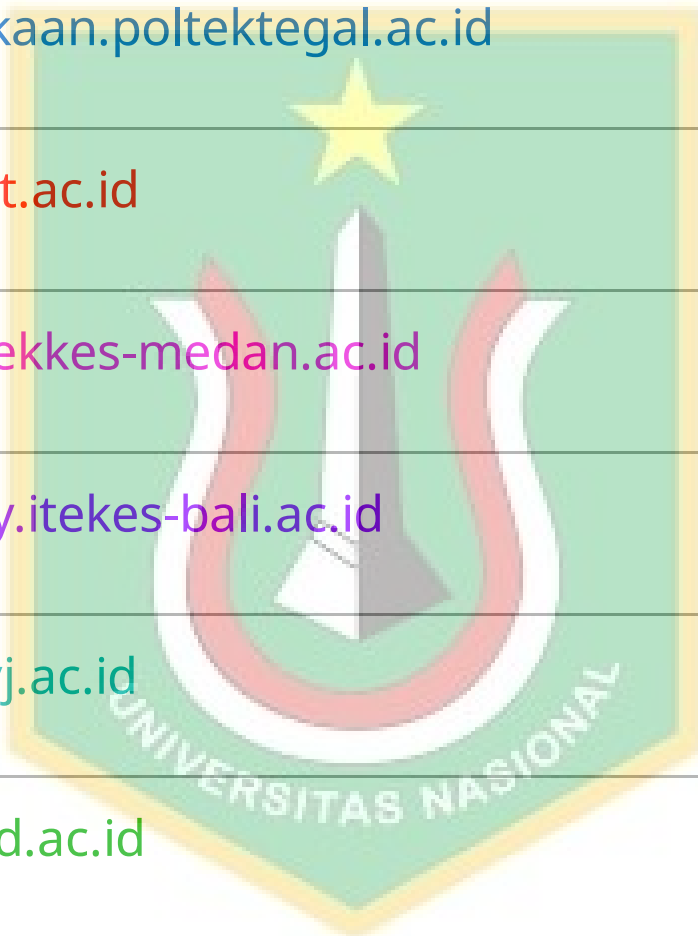 kaan.poltektegal.ac.id
t.ac.id
ekkes-medan.ac.id
y.itekes-bali.ac.id
j.ac.id
UNIVERSITAS NASIONAL
d.ac.id